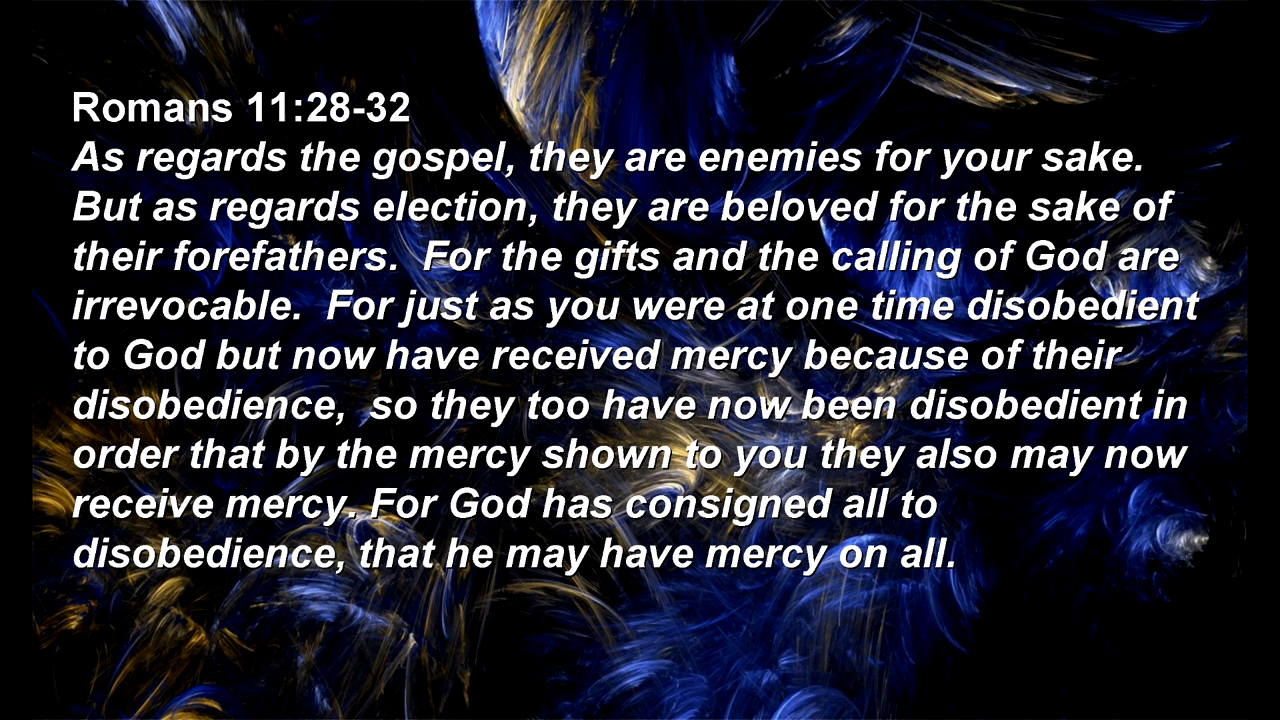 Romans 11:28-32
As regards the gospel, they are enemies for your sake.
But as regards election, they are beloved for the sake of
their forefathers.  For the gifts and the calling of God are
irrevocable.  For just as you were at one time disobedient
to God but now have received mercy because of their
disobedience,  so they too have now been disobedient in
order that by the mercy shown to you they also may now
receive mercy. For God has consigned all to
disobedience, that he may have mercy on all.